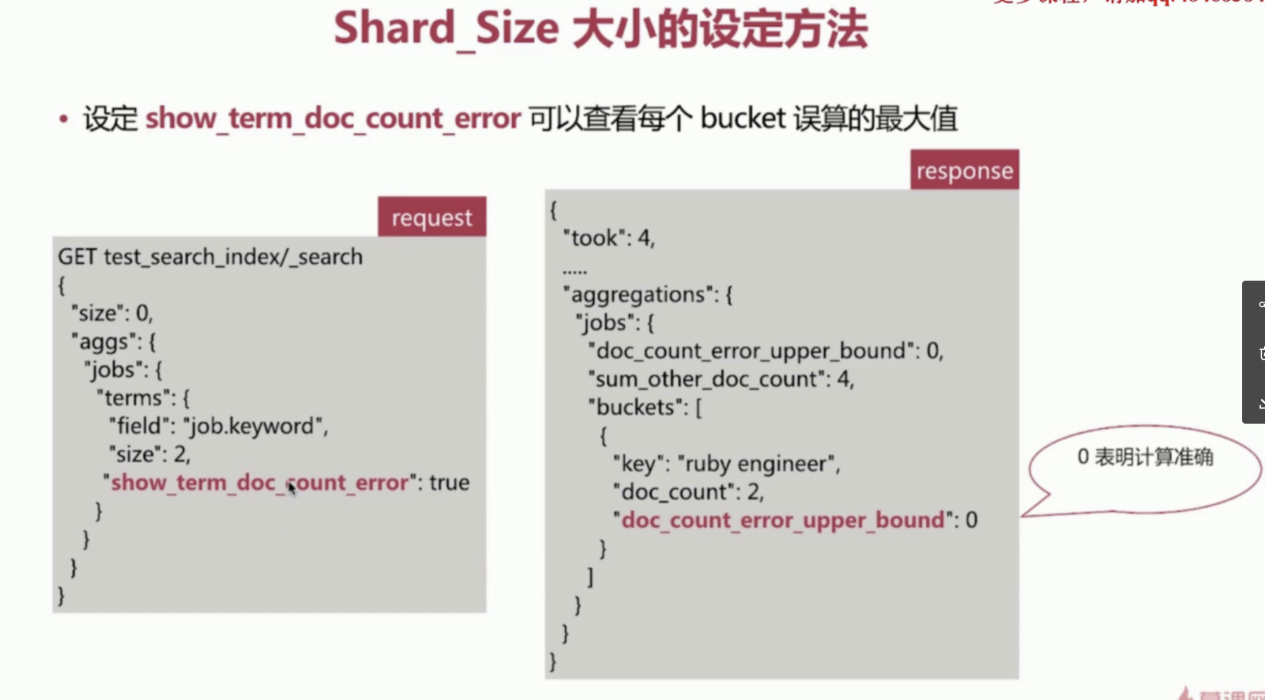 Shard_Size 大小的设定方法
• 设定 show_term_doc_count_error 可以查看每个 bucket 误算的最大值
request
GET test_search_index/_search
{
"size": 0,
"aggs": {
"jobs": {
"terms": {
"field": "job.keyword",
"size": 2,
"show_term_doc_count_error": true
}
}
}
}
response
{
"took": 4,
.....
"aggregations": {
"jobs": {
"doc_count_error_upper_bound": 0,
"sum_other_doc_count": 4,
"buckets": [
{
"key": "ruby engineer",
"doc_count": 2,
"doc_count_error_upper_bound": 0
}
]
}
}
}
0 表明计算准确